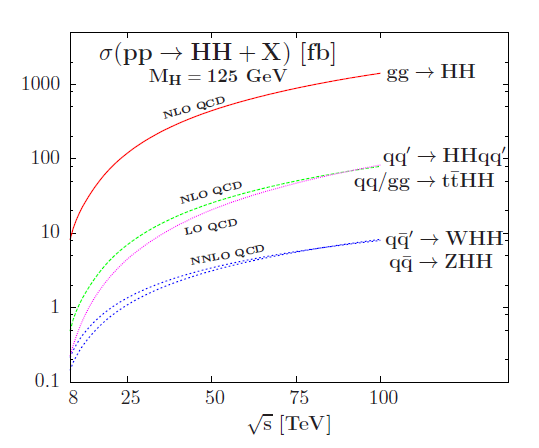 σ(pp → HH + X) [fb]
M_H = 125 GeV
gg → HH
NLO QCD
qq′ → HHqq′
qq/gg → tt̄HH
NLO QCD
LO QCD
NNLO QCD
qq̄′ → WHH
qq̄ → ZHH
1000
100
10
1
0.1
8 25 50 75 100
√s [TeV]